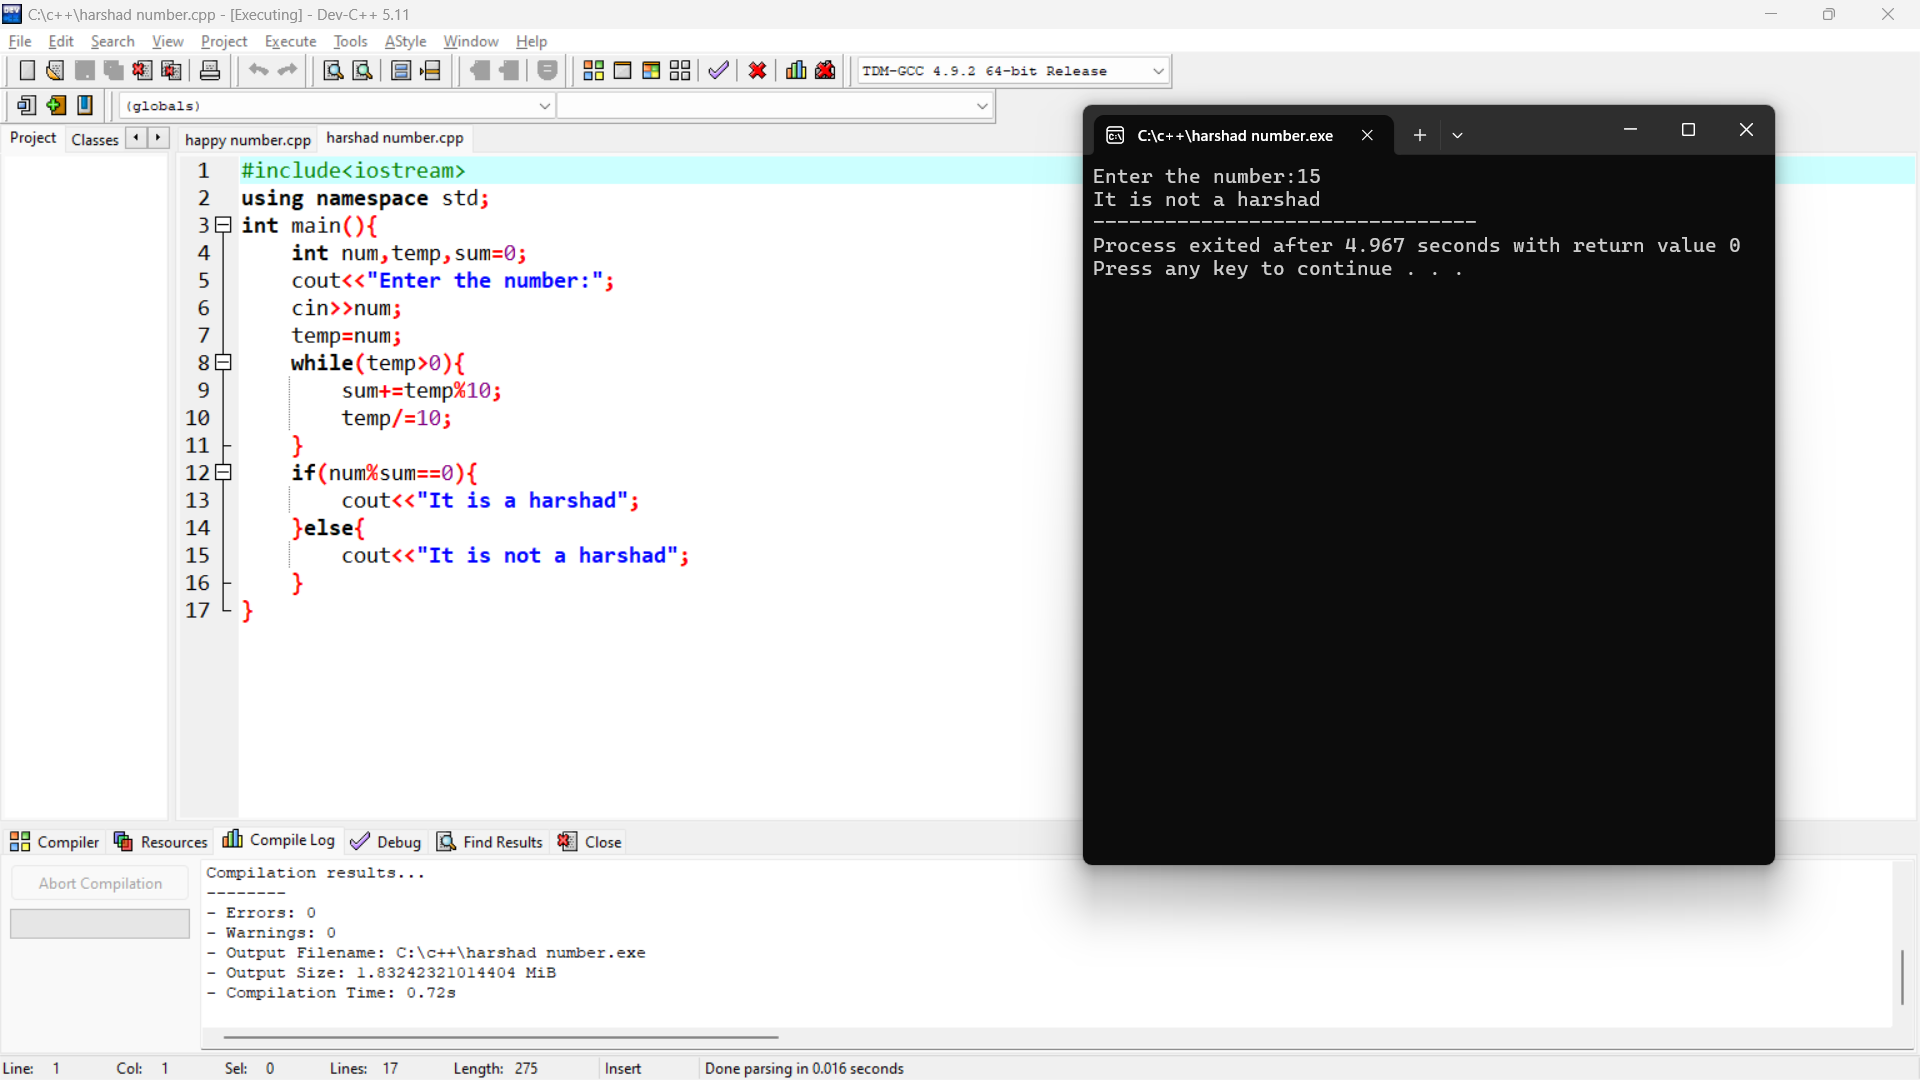 C:\c++\harshad number.cpp - [Executing] - Dev-C++ 5.11
File Edit Search View Project Execute Tools AStyle Window Help
TDM-GCC 4.9.2 64-bit Release
(globals)
Project Classes
happy number.cpp harshad number.cpp
1 #include<iostream>
2 using namespace std;
3 int main(){
4 int num,temp,sum=0;
5 cout<<"Enter the number:";
6 cin>>num;
7 temp=num;
8 while(temp>0){
9 sum+=temp%10;
10 temp/=10;
11 }
12 if(num%sum==0){
13 cout<<"It is a harshad";
14 }else{
15 cout<<"It is not a harshad";
16 }
17 }
C:\c++\harshad number.exe
Enter the number:15
It is not a harshad
--------------------------------
Process exited after 4.967 seconds with return value 0
Press any key to continue . . .
Compiler Resources Compile Log Debug Find Results Close
Abort Compilation
Compilation results...
--------
- Errors: 0
- Warnings: 0
- Output Filename: C:\c++\harshad number.exe
- Output Size: 1.83242321014404 MiB
- Compilation Time: 0.72s
Line: 1 Col: 1 Sel: 0 Lines: 17 Length: 275 Insert Done parsing in 0.016 seconds